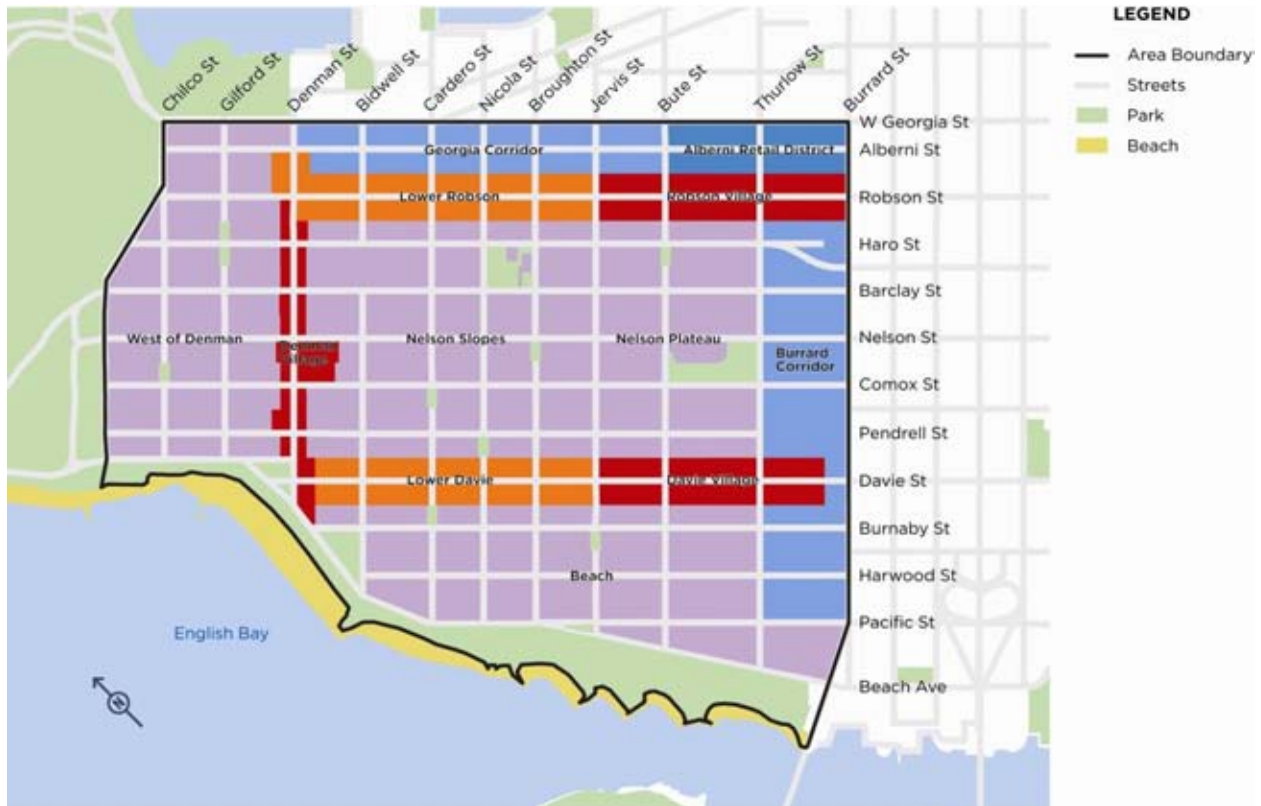 LEGEND
Area Boundary
Streets
Park
Beach
Chilco St
Gilford St
Denman St
Bidwell St
Cardero St
Nicola St
Broughton St
Jervis St
Bute St
Thurlow St
Burrard St
W Georgia St
Alberni St
Robson St
Haro St
Barclay St
Nelson St
Comox St
Pendrell St
Davie St
Burnaby St
Harwood St
Pacific St
Beach Ave
Georgia Corridor
Alberni Retail District
Lower Robson
Robson Village
West of Denman
Denman
Village
Nelson Slopes
Nelson Plateau
Burrard
Corridor
Lower Davie
Davie Village
Beach
English Bay
N